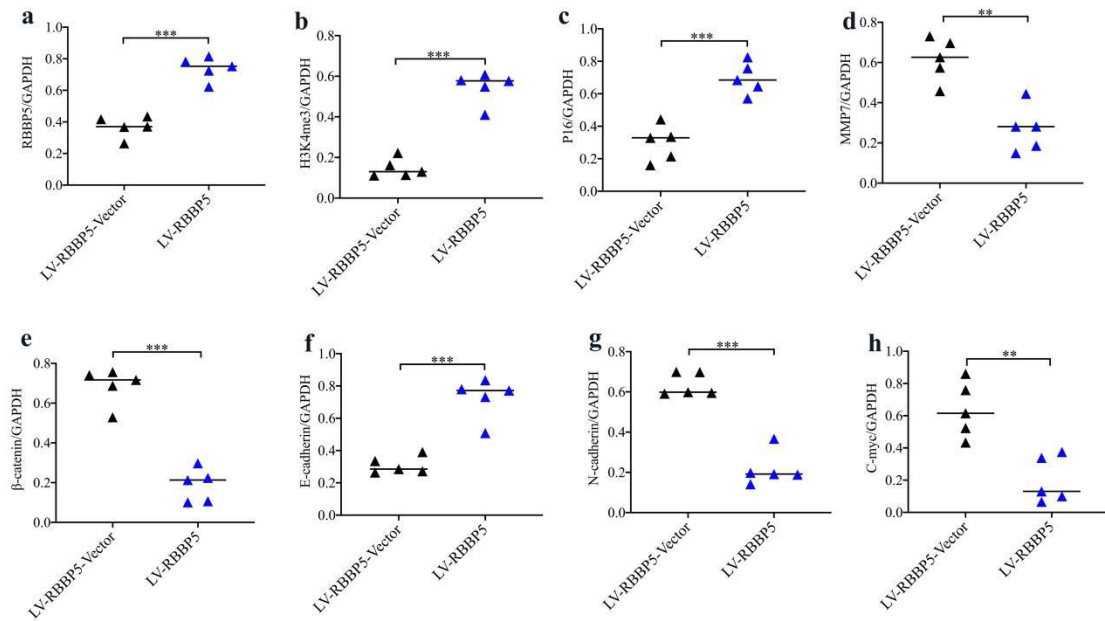 a
***
1.0
0.8
0.6
0.4
0.2
0.0
RBBP5/GAPDH
LV-RBBP5-Vector
LV-RBBP5
b
***
0.8
0.6
0.4
0.2
0.0
H3K4me3/GAPDH
LV-RBBP5-Vector
LV-RBBP5
c
***
1.0
0.8
0.6
0.4
0.2
0.0
P16/GAPDH
LV-RBBP5-Vector
LV-RBBP5
d
**
0.8
0.6
0.4
0.2
0.0
MMP7/GAPDH
LV-RBBP5-Vector
LV-RBBP5
e
***
0.8
0.6
0.4
0.2
0.0
β-catenin/GAPDH
LV-RBBP5-Vector
LV-RBBP5
f
***
1.0
0.8
0.6
0.4
0.2
0.0
E-cadherin/GAPDH
LV-RBBP5-Vector
LV-RBBP5
g
***
0.8
0.6
0.4
0.2
0.0
N-cadherin/GAPDH
LV-RBBP5-Vector
LV-RBBP5
h
**
1.0
0.8
0.6
0.4
0.2
0.0
C-myc/GAPDH
LV-RBBP5-Vector
LV-RBBP5